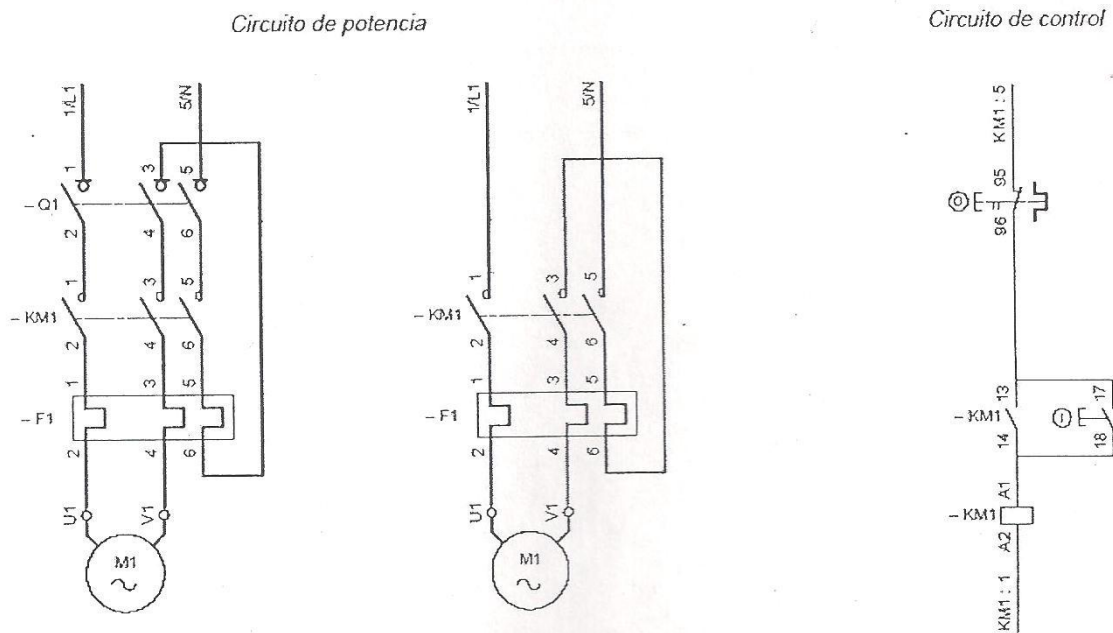 Circuito de potencia
Circuito de control
1/L1
5/N
1
3
5
– Q1
2
4
6
1
3
5
– KM1
2
4
6
1
3
5
– F1
2
4
6
U1
V1
M1
1/L1
5/N
1
3
5
– KM1
2
4
6
1
3
5
– F1
2
4
6
U1
V1
M1
KM1 : 5
95
O
96
13
17
– KM1
I
14
18
A1
– KM1
A2
KM1 : 1